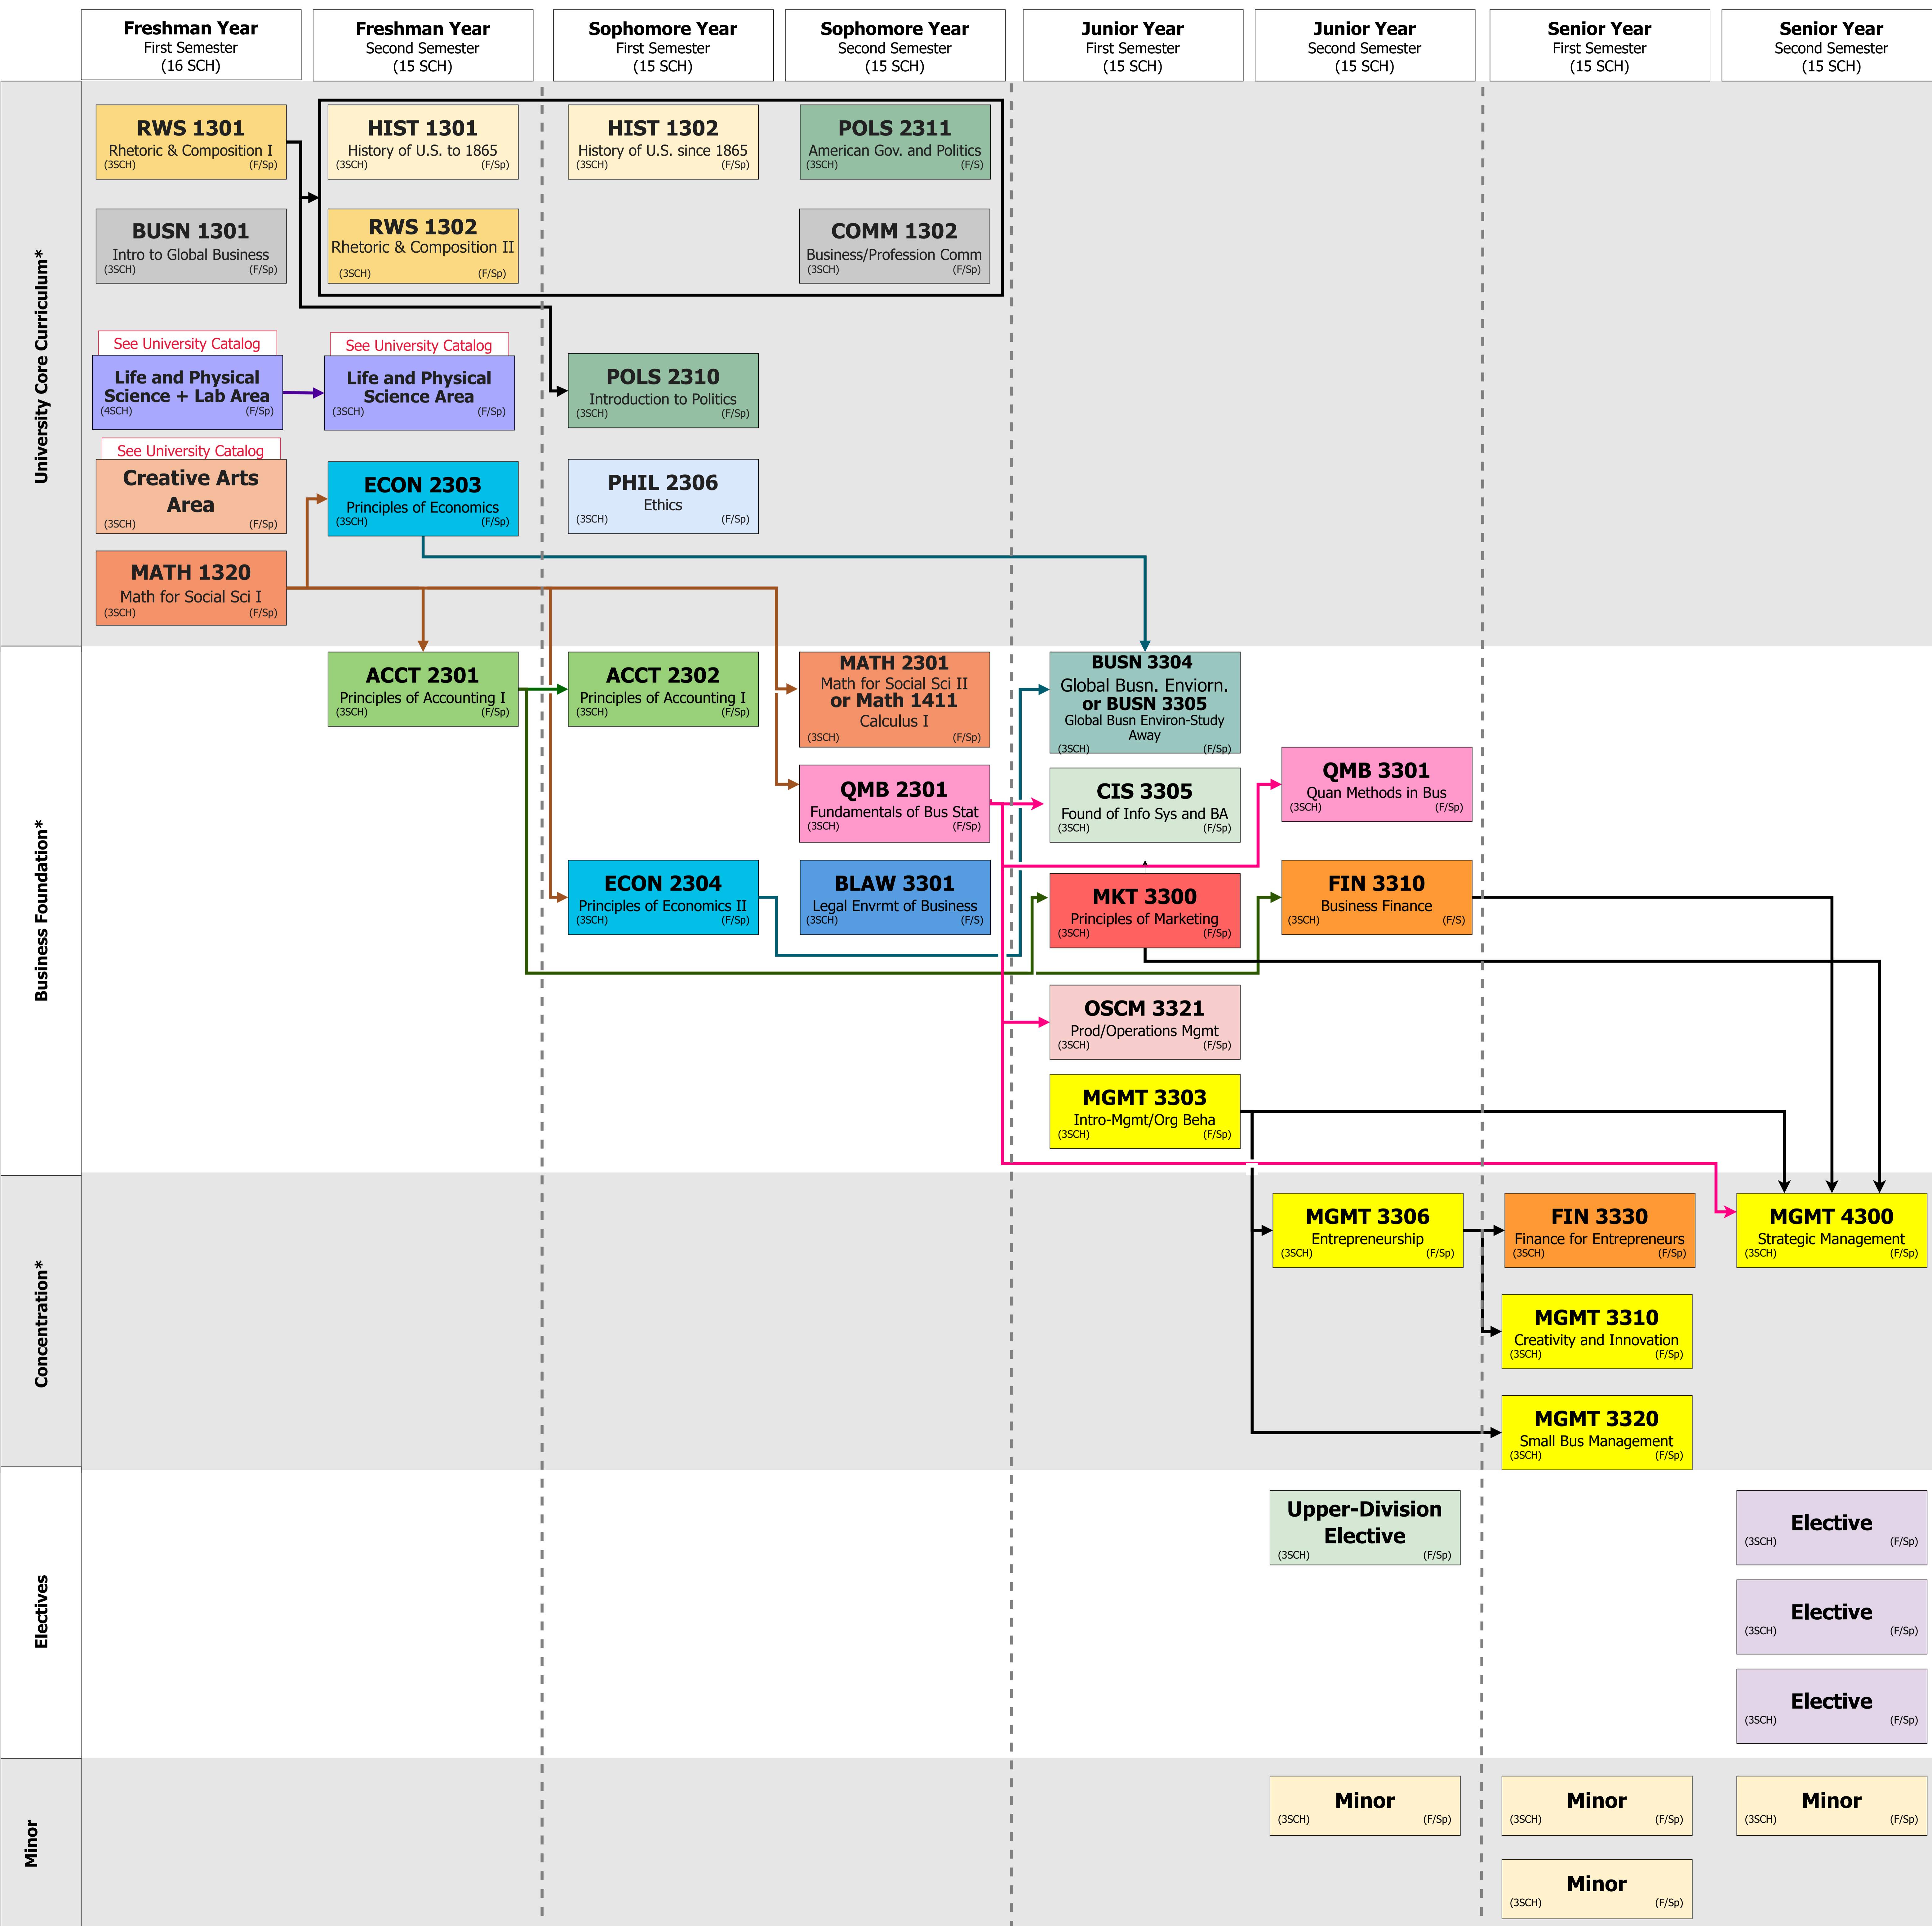 Freshman Year
First Semester
(16 SCH)
Freshman Year
Second Semester
(15 SCH)
Sophomore Year
First Semester
(15 SCH)
Sophomore Year
Second Semester
(15 SCH)
Junior Year
First Semester
(15 SCH)
Junior Year
Second Semester
(15 SCH)
Senior Year
First Semester
(15 SCH)
Senior Year
Second Semester
(15 SCH)
University Core Curriculum*
RWS 1301
Rhetoric & Composition I
(3SCH) (F/Sp)
HIST 1301
History of U.S. to 1865
(3SCH) (F/Sp)
HIST 1302
History of U.S. since 1865
(3SCH) (F/Sp)
POLS 2311
American Gov. and Politics
(3SCH) (F/S)
BUSN 1301
Intro to Global Business
(3SCH) (F/Sp)
RWS 1302
Rhetoric & Composition II
(3SCH) (F/Sp)
COMM 1302
Business/Profession Comm
(3SCH) (F/Sp)
See University Catalog
Life and Physical
Science + Lab Area
(4SCH) (F/Sp)
See University Catalog
Life and Physical
Science Area
(3SCH) (F/Sp)
POLS 2310
Introduction to Politics
(3SCH) (F/Sp)
See University Catalog
Creative Arts
Area
(3SCH) (F/Sp)
ECON 2303
Principles of Economics
(3SCH) (F/Sp)
PHIL 2306
Ethics
(3SCH) (F/Sp)
MATH 1320
Math for Social Sci I
(3SCH) (F/Sp)
Business Foundation*
ACCT 2301
Principles of Accounting I
(3SCH) (F/Sp)
ACCT 2302
Principles of Accounting I
(3SCH) (F/Sp)
MATH 2301
Math for Social Sci II
or Math 1411
Calculus I
(3SCH) (F/Sp)
BUSN 3304
Global Busn. Enviorn.
or BUSN 3305
Global Busn Environ-Study
Away
(3SCH) (F/Sp)
QMB 2301
Fundamentals of Bus Stat
(3SCH) (F/Sp)
CIS 3305
Found of Info Sys and BA
(3SCH) (F/Sp)
QMB 3301
Quan Methods in Bus
(3SCH) (F/Sp)
ECON 2304
Principles of Economics II
(3SCH) (F/Sp)
BLAW 3301
Legal Envrmt of Business
(3SCH) (F/S)
MKT 3300
Principles of Marketing
(3SCH) (F/Sp)
FIN 3310
Business Finance
(3SCH) (F/S)
OSCM 3321
Prod/Operations Mgmt
(3SCH) (F/Sp)
MGMT 3303
Intro-Mgmt/Org Beha
(3SCH) (F/Sp)
Concentration*
MGMT 3306
Entrepreneurship
(3SCH) (F/Sp)
FIN 3330
Finance for Entrepreneurs
(3SCH) (F/Sp)
MGMT 4300
Strategic Management
(3SCH) (F/Sp)
MGMT 3310
Creativity and Innovation
(3SCH) (F/Sp)
MGMT 3320
Small Bus Management
(3SCH) (F/Sp)
Electives
Upper-Division
Elective
(3SCH) (F/Sp)
Elective
(3SCH) (F/Sp)
Elective
(3SCH) (F/Sp)
Elective
(3SCH) (F/Sp)
Minor
Minor
(3SCH) (F/Sp)
Minor
(3SCH) (F/Sp)
Minor
(3SCH) (F/Sp)
Minor
(3SCH) (F/Sp)